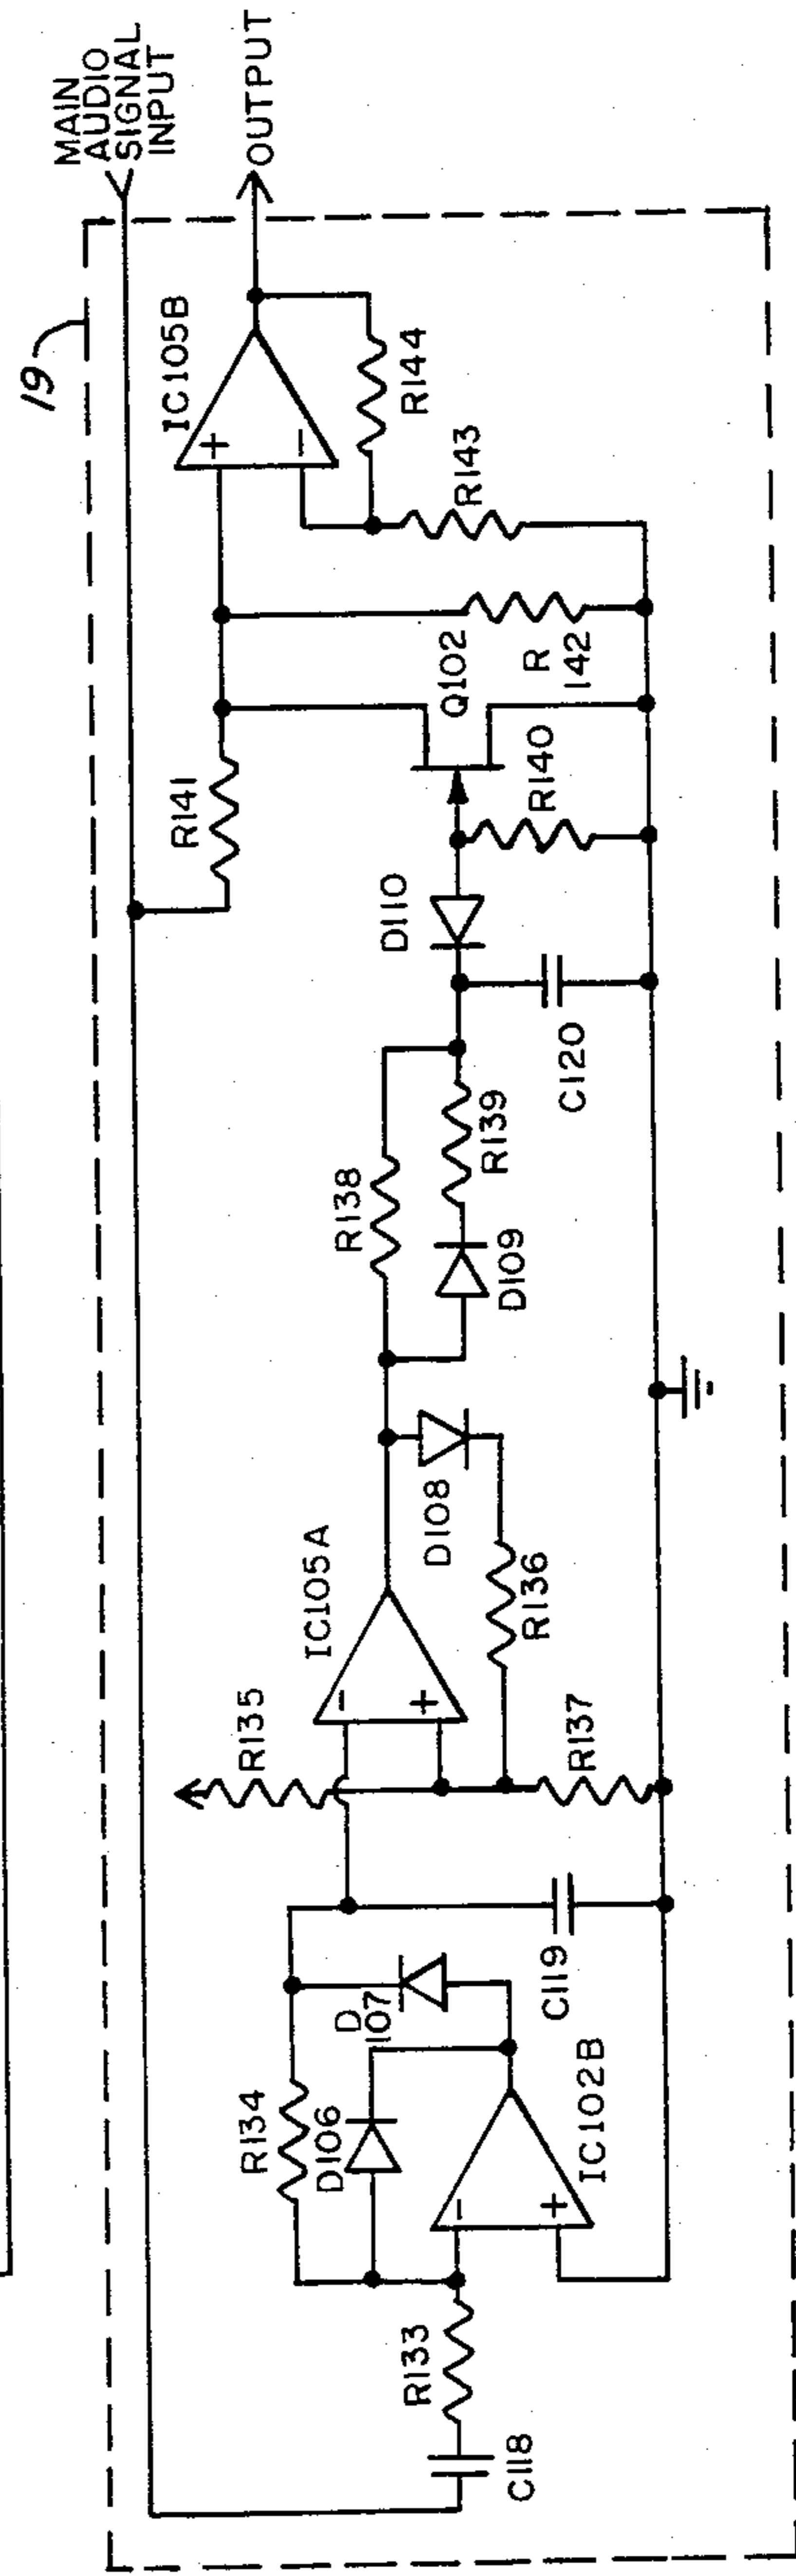 MAIN
AUDIO
SIGNAL
INPUT
OUTPUT
19
IC105B
+
-
R144
R143
Q102
R
142
R141
R140
D110
C120
R138
R139
D109
D108
IC105A
-
+
R136
R135
R137
C119
D
107
R134
D106
IC102B
-
+
R133
C118